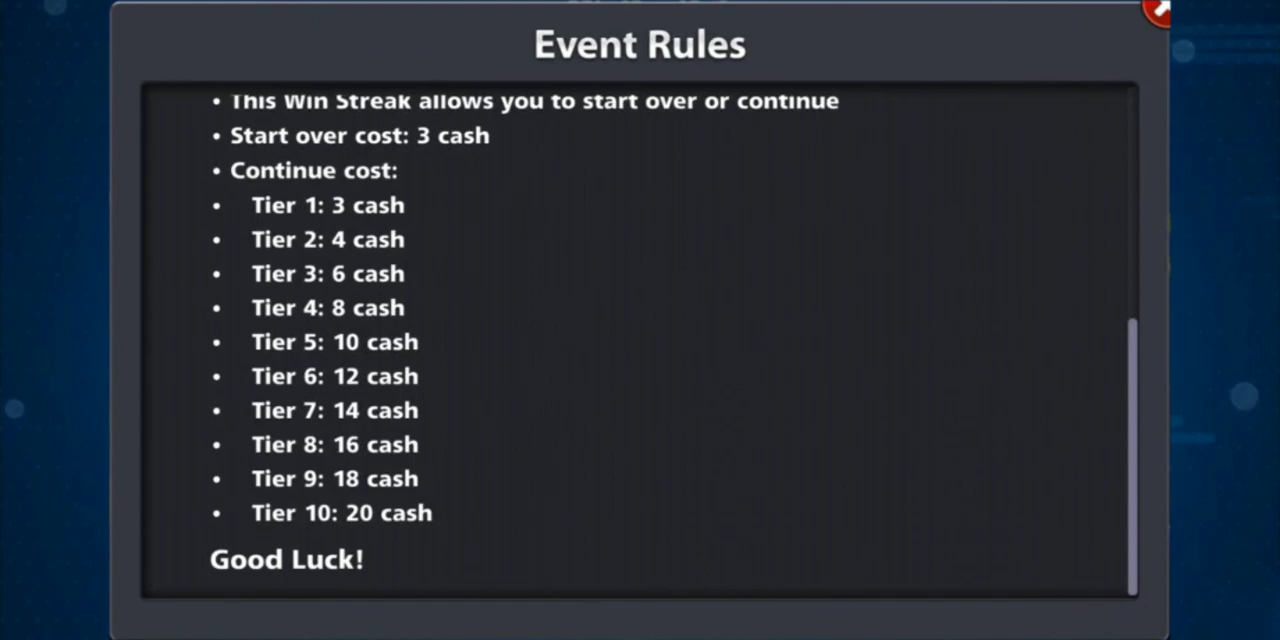 Event Rules
• This Win Streak allows you to start over or continue
• Start over cost: 3 cash
• Continue cost:
• Tier 1: 3 cash
• Tier 2: 4 cash
• Tier 3: 6 cash
• Tier 4: 8 cash
• Tier 5: 10 cash
• Tier 6: 12 cash
• Tier 7: 14 cash
• Tier 8: 16 cash
• Tier 9: 18 cash
• Tier 10: 20 cash
Good Luck!